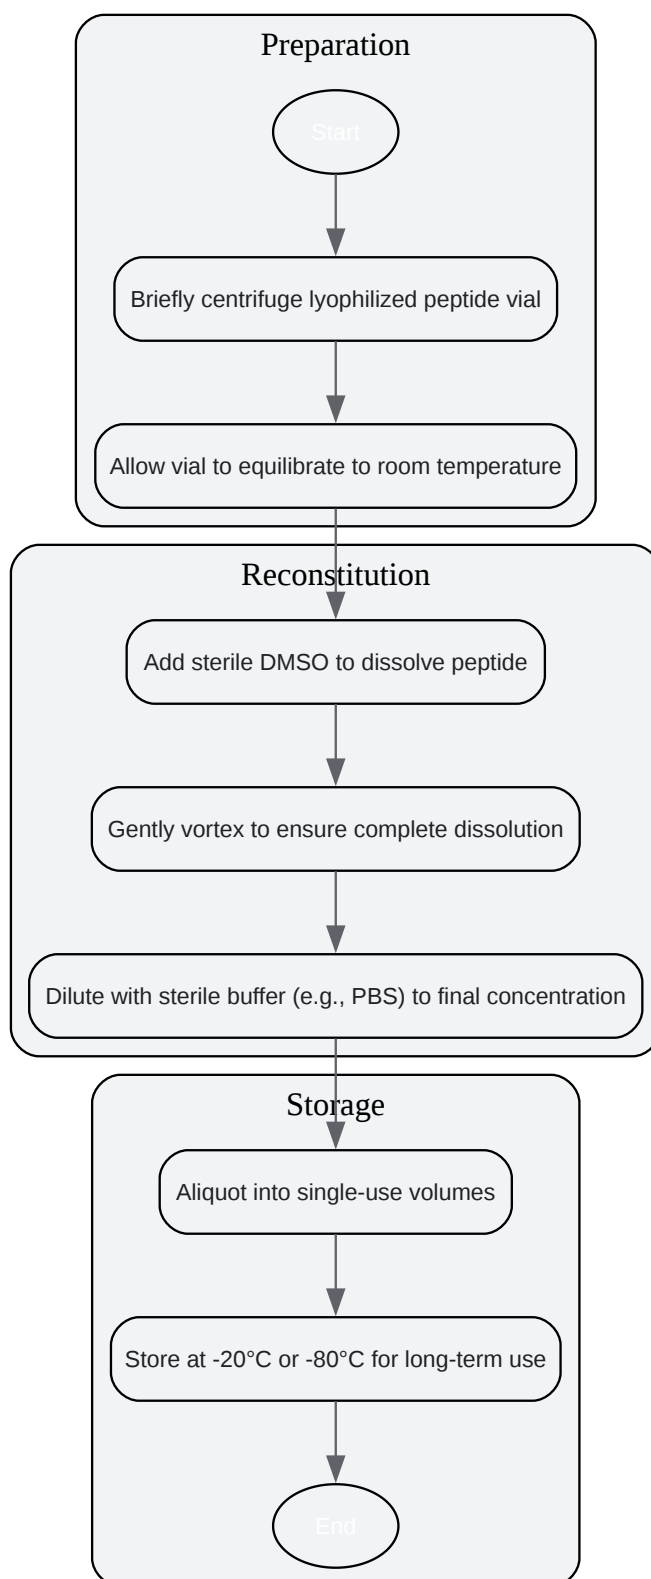 Preparation
Start
Briefly centrifuge lyophilized peptide vial
Allow vial to equilibrate to room temperature
Reconstitution
Add sterile DMSO to dissolve peptide
Gently vortex to ensure complete dissolution
Dilute with sterile buffer (e.g., PBS) to final concentration
Storage
Aliquot into single-use volumes
Store at -20°C or -80°C for long-term use
End